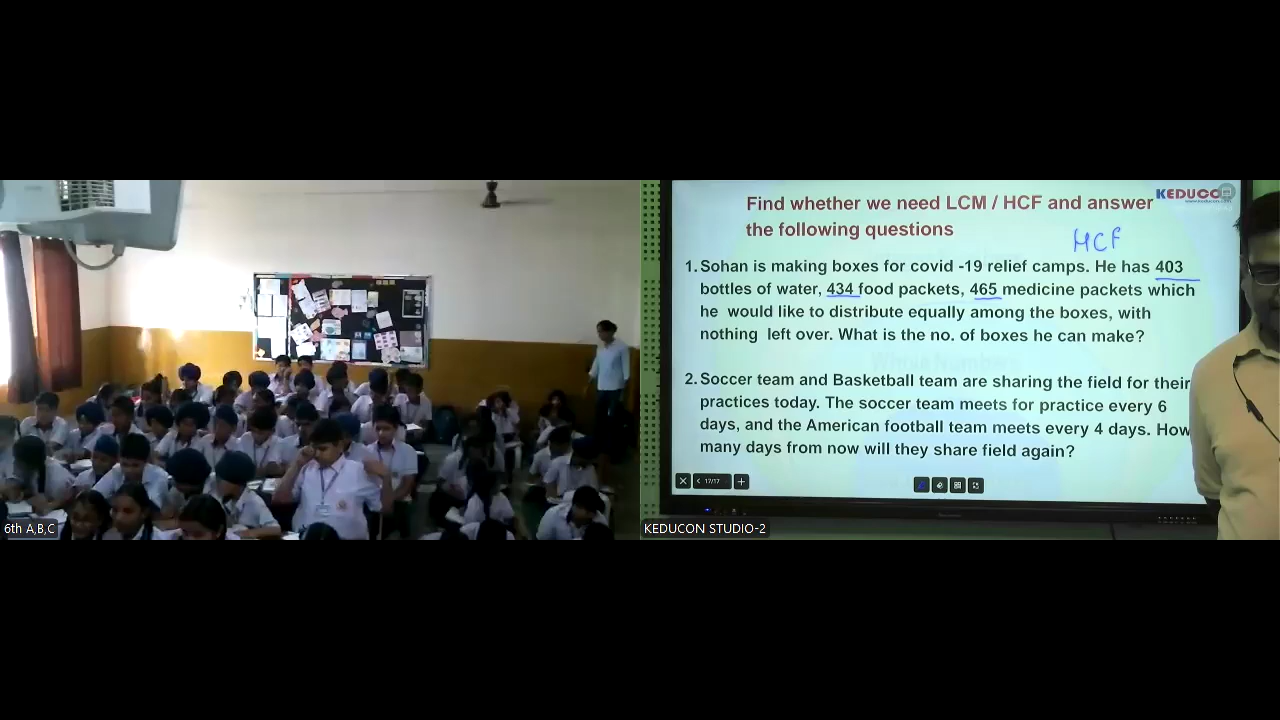 6th A,B,C
KEDUCO
Find whether we need LCM / HCF and answer
the following questions
HCF
1. Sohan is making boxes for covid -19 relief camps. He has 403
bottles of water, 434 food packets, 465 medicine packets which
he would like to distribute equally among the boxes, with
nothing left over. What is the no. of boxes he can make?
2. Soccer team and Basketball team are sharing the field for their
practices today. The soccer team meets for practice every 6
days, and the American football team meets every 4 days. How
many days from now will they share field again?
17/17
KEDUCON STUDIO-2